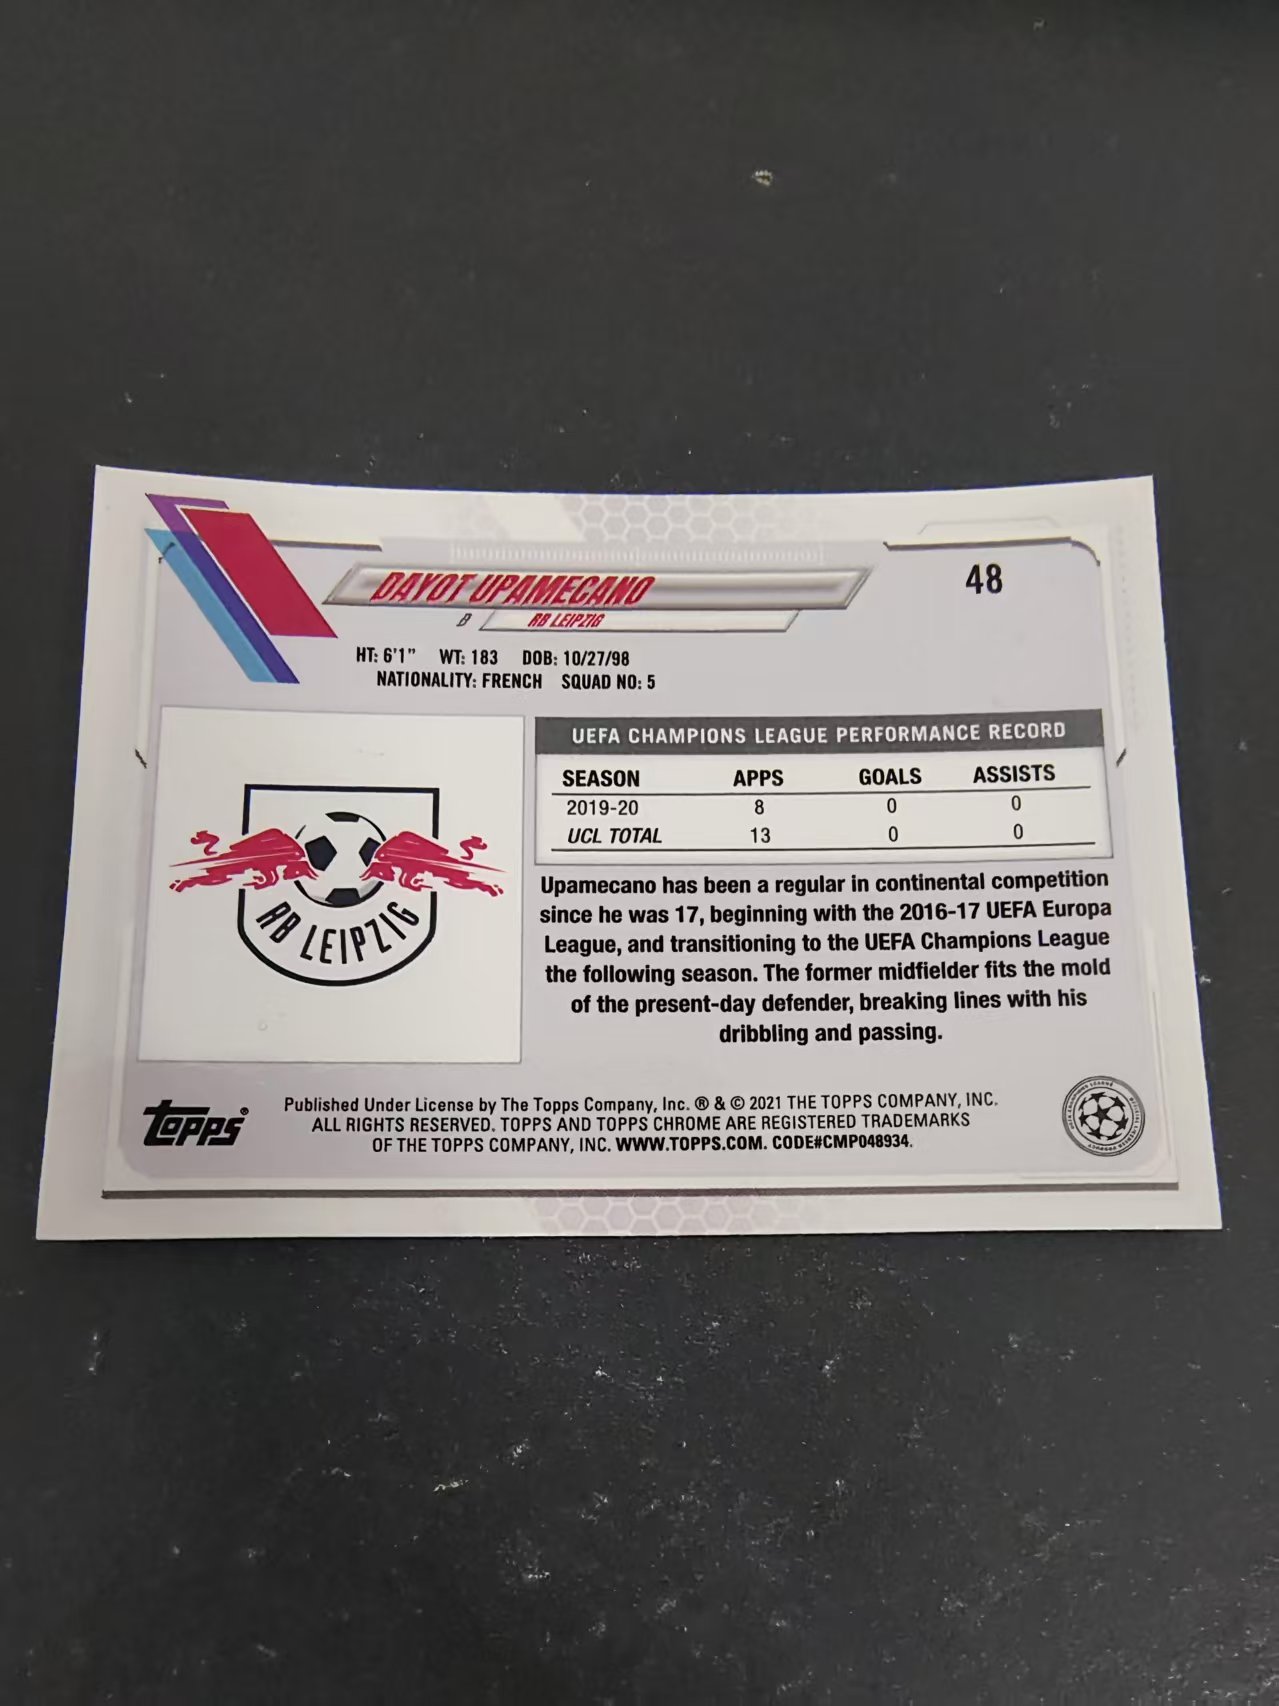 DAYOT UPAMECANO
48
D
RB LEIPZIG
HT: 6'1" WT: 183 DOB: 10/27/98
NATIONALITY: FRENCH SQUAD NO: 5
UEFA CHAMPIONS LEAGUE PERFORMANCE RECORD
SEASON APPS GOALS ASSISTS
2019-20 8 0 0
UCL TOTAL 13 0 0
RB LEIPZIG
Upamecano has been a regular in continental competition
since he was 17, beginning with the 2016-17 UEFA Europa
League, and transitioning to the UEFA Champions League
the following season. The former midfielder fits the mold
of the present-day defender, breaking lines with his
dribbling and passing.
Topps®
Published Under License by The Topps Company, Inc. ® & © 2021 THE TOPPS COMPANY, INC.
ALL RIGHTS RESERVED. TOPPS AND TOPPS CHROME ARE REGISTERED TRADEMARKS
OF THE TOPPS COMPANY, INC. WWW.TOPPS.COM. CODE#CMP048934.